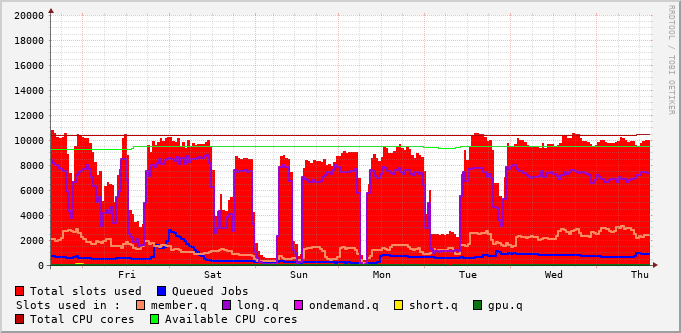 20000
18000
16000
14000
12000
10000
8000
6000
4000
2000
0
Fri Sat Sun Mon Tue Wed Thu
RRDTOOL / TOBI OETIKER
Total slots used Queued Jobs
Slots used in : member.q long.q ondemand.q short.q gpu.q
Total CPU cores Available CPU cores